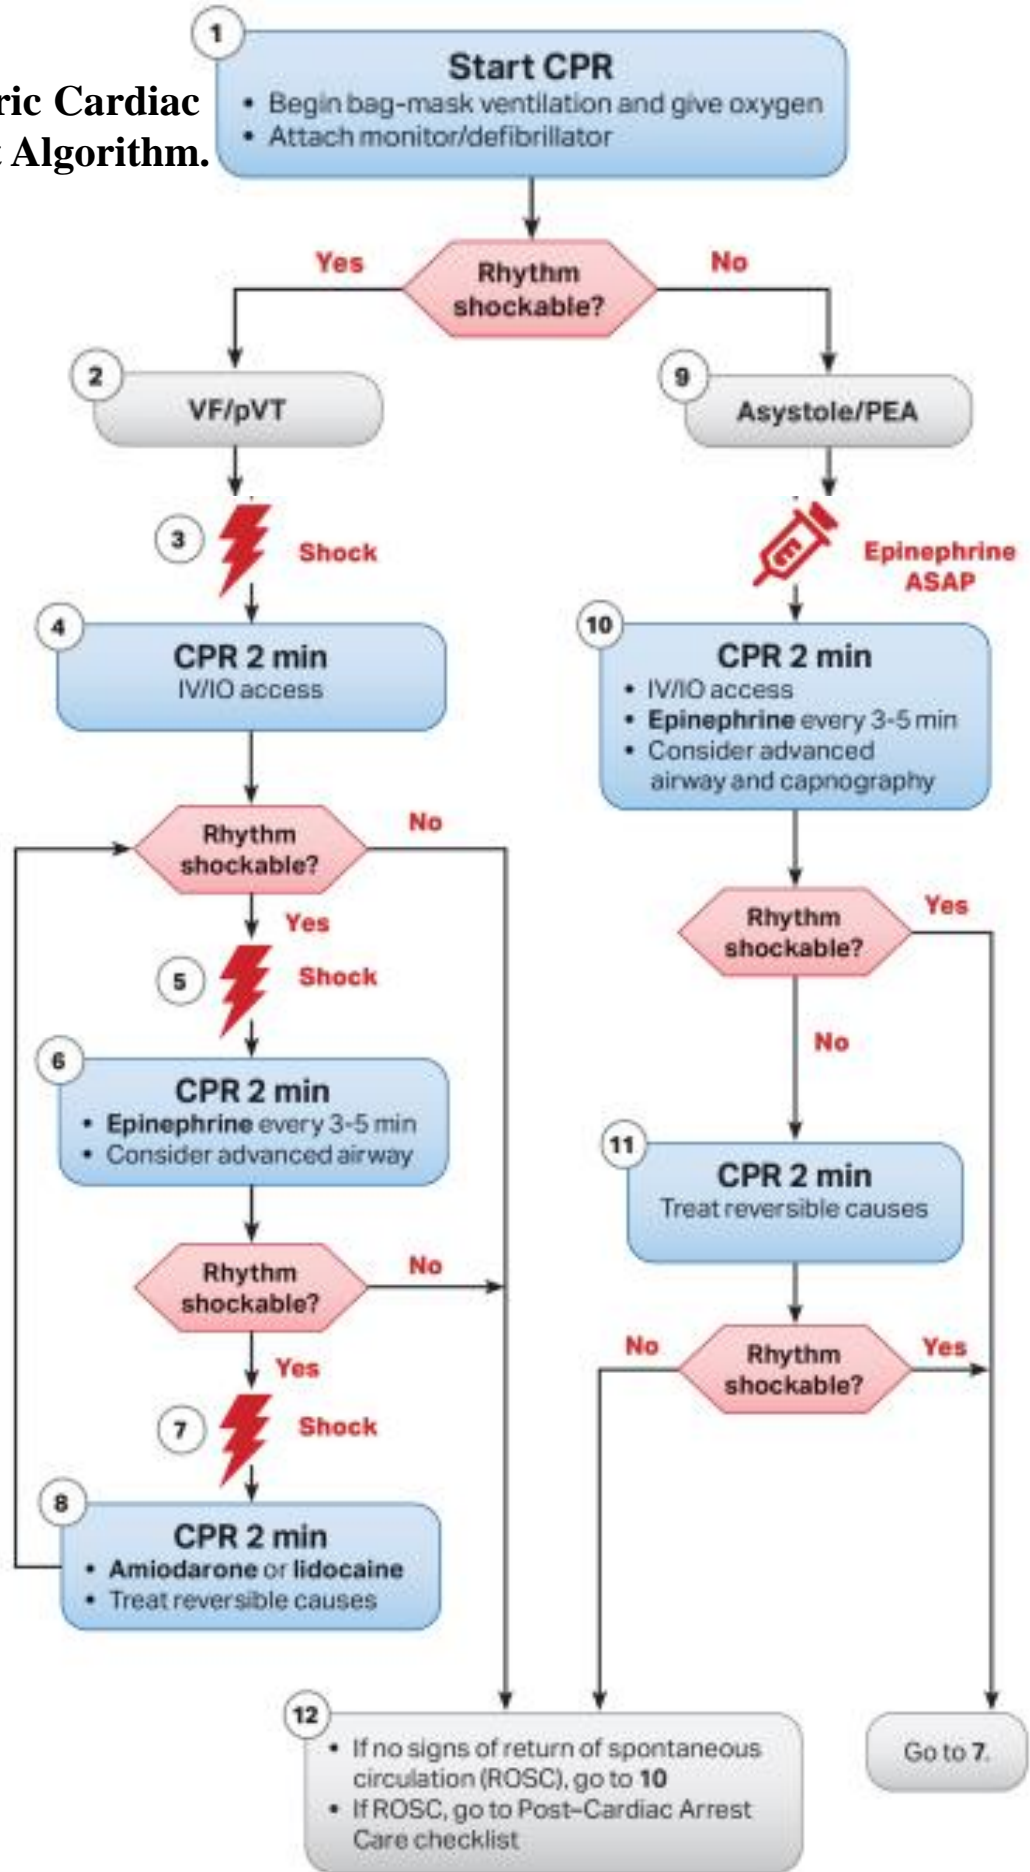 1
Start CPR
• Begin bag-mask ventilation and give oxygen
• Attach monitor/defibrillator
ric Cardiac
t Algorithm.
Yes
Rhythm
shockable?
No
2
VF/pVT
9
Asystole/PEA
3
Shock
Epinephrine
ASAP
4
CPR 2 min
IV/IO access
10
CPR 2 min
• IV/IO access
• Epinephrine every 3-5 min
• Consider advanced
airway and capnography
Rhythm
shockable?
No
Yes
5
Shock
Rhythm
shockable?
Yes
No
6
CPR 2 min
• Epinephrine every 3-5 min
• Consider advanced airway
11
CPR 2 min
Treat reversible causes
Rhythm
shockable?
No
Yes
7
Shock
No
Rhythm
shockable?
Yes
8
CPR 2 min
• Amiodarone or lidocaine
• Treat reversible causes
12
• If no signs of return of spontaneous
circulation (ROSC), go to 10
• If ROSC, go to Post–Cardiac Arrest
Care checklist
Go to 7.